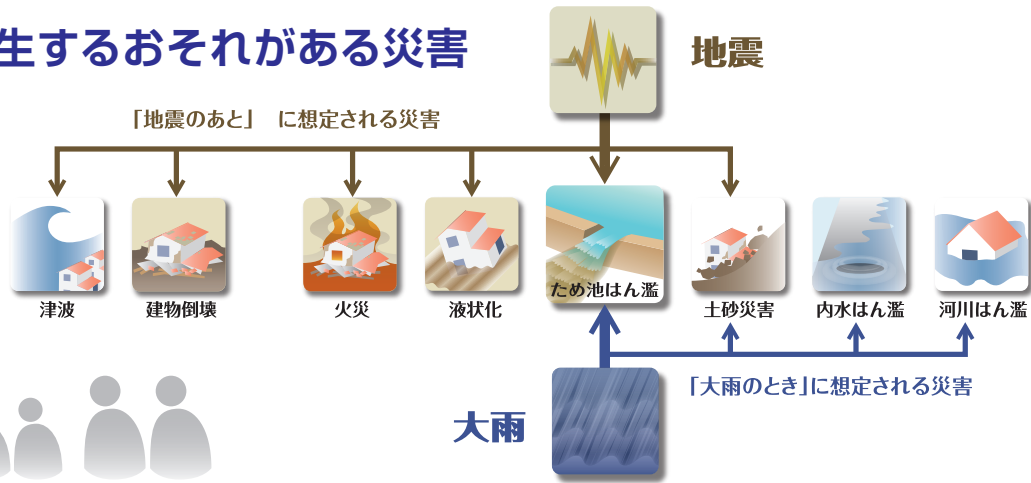 生するおそれがある災害
地震
「地震のあと」 に想定される災害
津波
建物倒壊
火災
液状化
ため池はん濫
土砂災害
内水はん濫
河川はん濫
「大雨のとき」に想定される災害
大雨